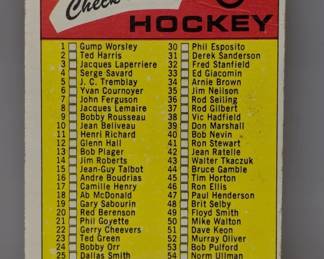 Check
HOCKEY
1 Gump Worsley
2 Ted Harris
3 Jacques Laperriere
4 Serge Savard
5 J. C. Tremblay
6 Yvan Cournoyer
7 John Ferguson
8 Jacques Lemaire
9 Bobby Rousseau
10 Jean Beliveau
11 Henri Richard
12 Glenn Hall
13 Bob Plager
14 Jim Roberts
15 Jean-Guy Talbot
16 Andre Boudrias
17 Camille Henry
18 Ab McDonald
19 Gary Sabourin
20 Red Berenson
21 Phil Goyette
22 Gerry Cheevers
23 Ted Green
24 Bobby Orr
25 Dallas Smith
30 Phil Esposito
31 Derek Sanderson
32 Fred Stanfield
33 Ed Giacomin
34 Arnie Brown
35 Jim Neilson
36 Rod Seiling
37 Rod Gilbert
38 Vic Hadfield
39 Don Marshall
40 Bob Nevin
41 Ron Stewart
42 Jean Ratelle
43 Walter Tkaczuk
44 Bruce Gamble
45 Tim Horton
46 Ron Ellis
47 Paul Henderson
48 Brit Selby
49 Floyd Smith
50 Mike Walton
51 Dave Keon
52 Murray Oliver
53 Bob Pulford
54 Norm Ullman